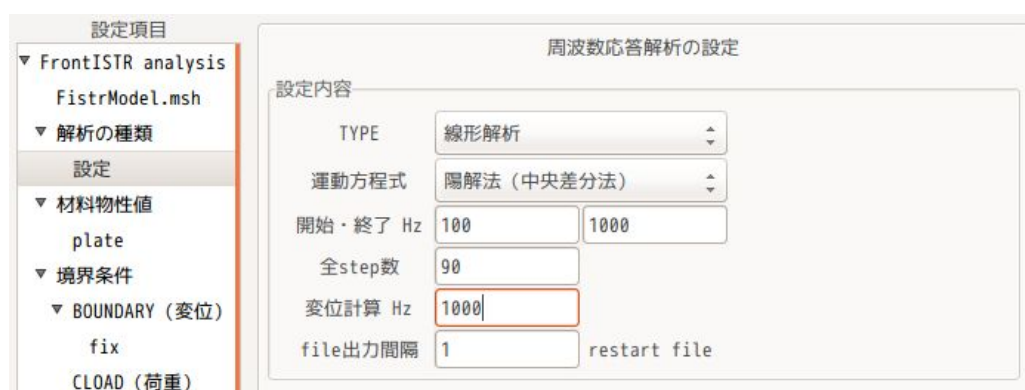 設定項目
▼ FrontISTR analysis
FistrModel.msh
▼ 解析の種類
設定
▼ 材料物性値
plate
▼ 境界条件
▼ BOUNDARY (変位)
fix
CLOAD (荷重)
周波数応答解析の設定
設定内容
TYPE 線形解析
運動方程式 陽解法 (中央差分法)
開始・終了 Hz 100 1000
全step数 90
変位計算 Hz 1000
file出力間隔 1 restart file